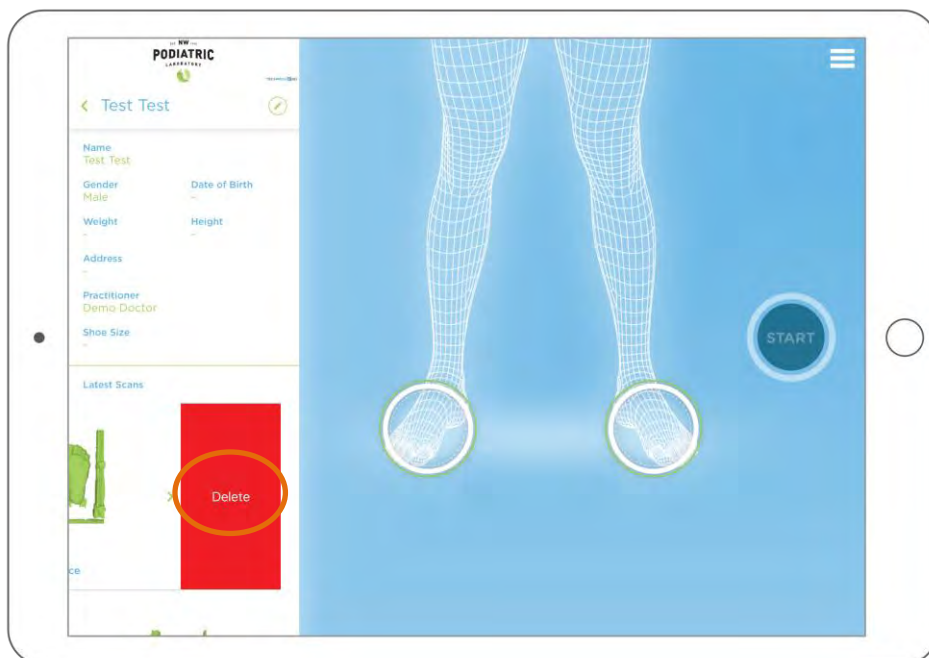 NW
PODIATRIC
LABORATORY
Test Test
Name
Test Test
Gender
Date of Birth
Male
-
Weight
Height
-
-
Address
-
Practitioner
Demo Doctor
Shoe Size
-
Latest Scans
Delete
ce
START